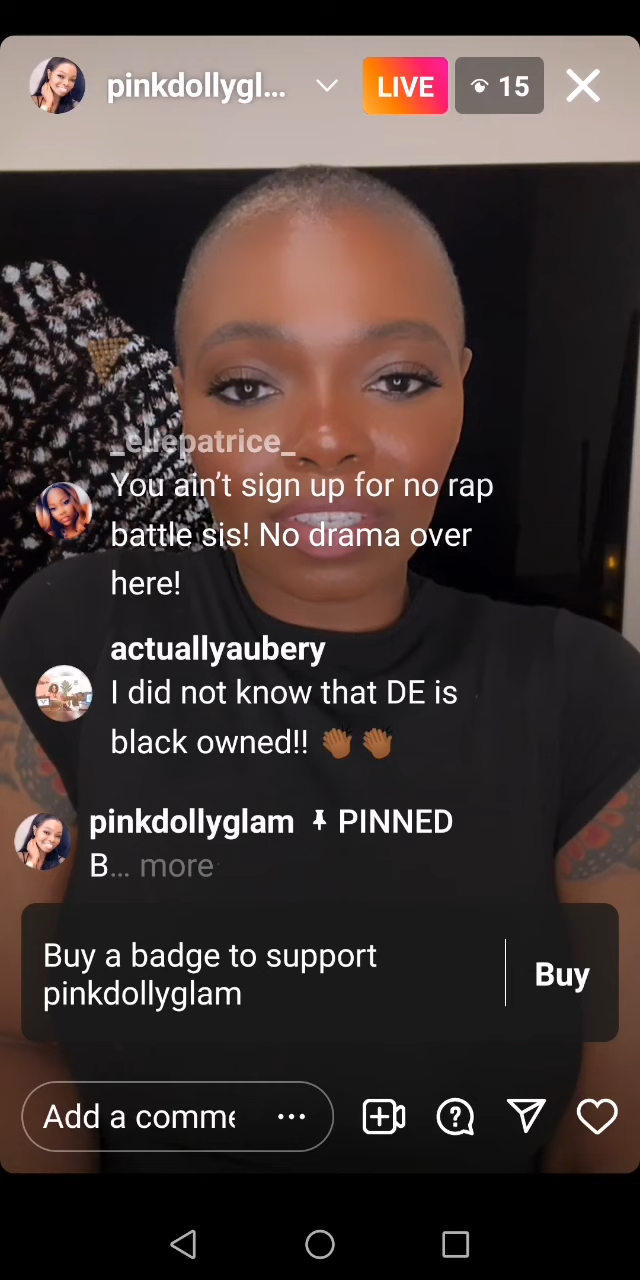 pinkdollygl...
LIVE
15
_ellepatrice_
You ain't sign up for no rap
battle sis! No drama over
here!
actuallyaubery
I did not know that DE is
black owned!! 👏🏾 👏🏾
pinkdollyglam 📌 PINNED
B... more
Buy a badge to support
pinkdollyglam
Buy
Add a comme